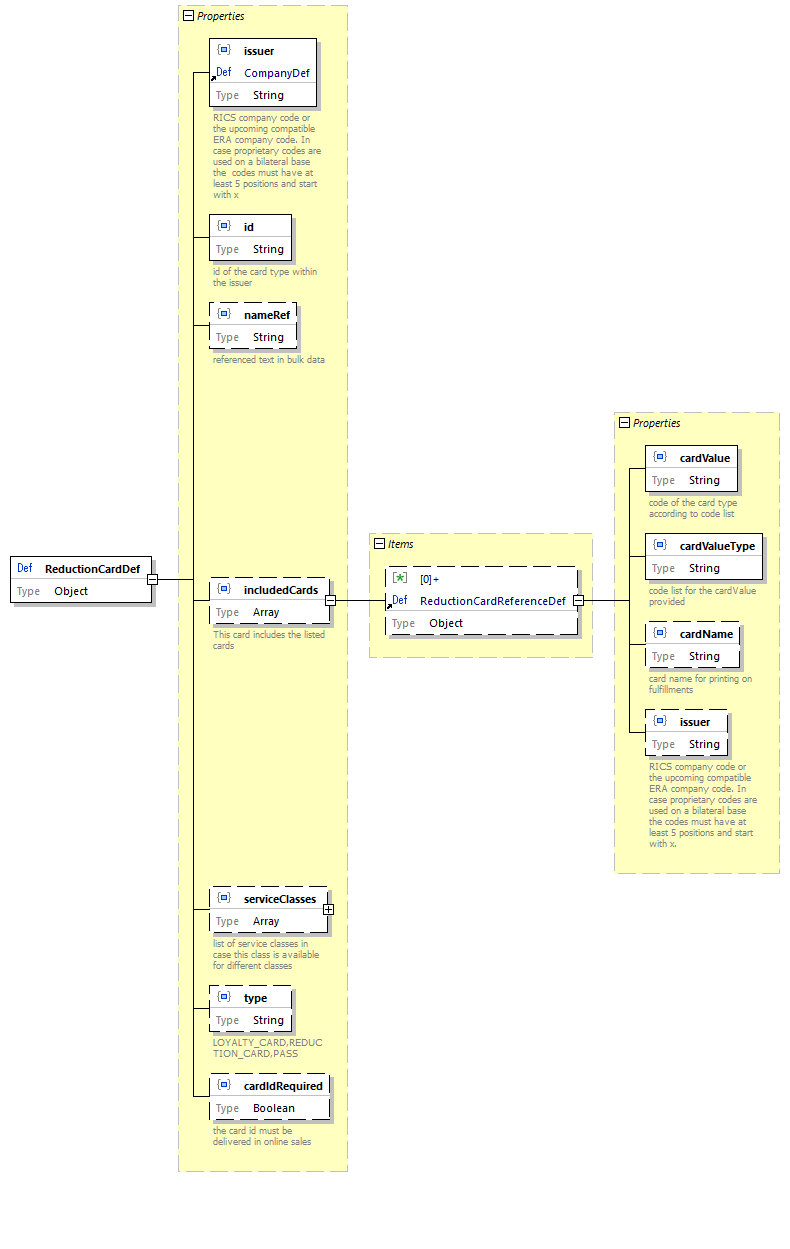 Properties
issuer
Def CompanyDef
Type String
RICS company code or
the upcoming compatible
ERA company code. In
case proprietary codes are
used on a bilateral base
the codes must have at
least 5 positions and start
with x
id
Type String
id of the card type within
the issuer
nameRef
Type String
referenced text in bulk data
Def ReductionCardDef
Type Object
includedCards
Type Array
This card includes the listed
cards
Items
[0]+
Def ReductionCardReferenceDef
Type Object
Properties
cardValue
Type String
code of the card type
according to code list
cardValueType
Type String
code list for the cardValue
provided
cardName
Type String
card name for printing on
fulfillments
issuer
Type String
RICS company code or
the upcoming compatible
ERA company code. In
case proprietary codes are
used on a bilateral base
the codes must have at
least 5 positions and start
with x.
serviceClasses
Type Array
list of service classes in
case this class is available
for different classes
type
Type String
LOYALTY_CARD,REDUC
TION_CARD,PASS
cardIdRequired
Type Boolean
the card id must be
delivered in online sales